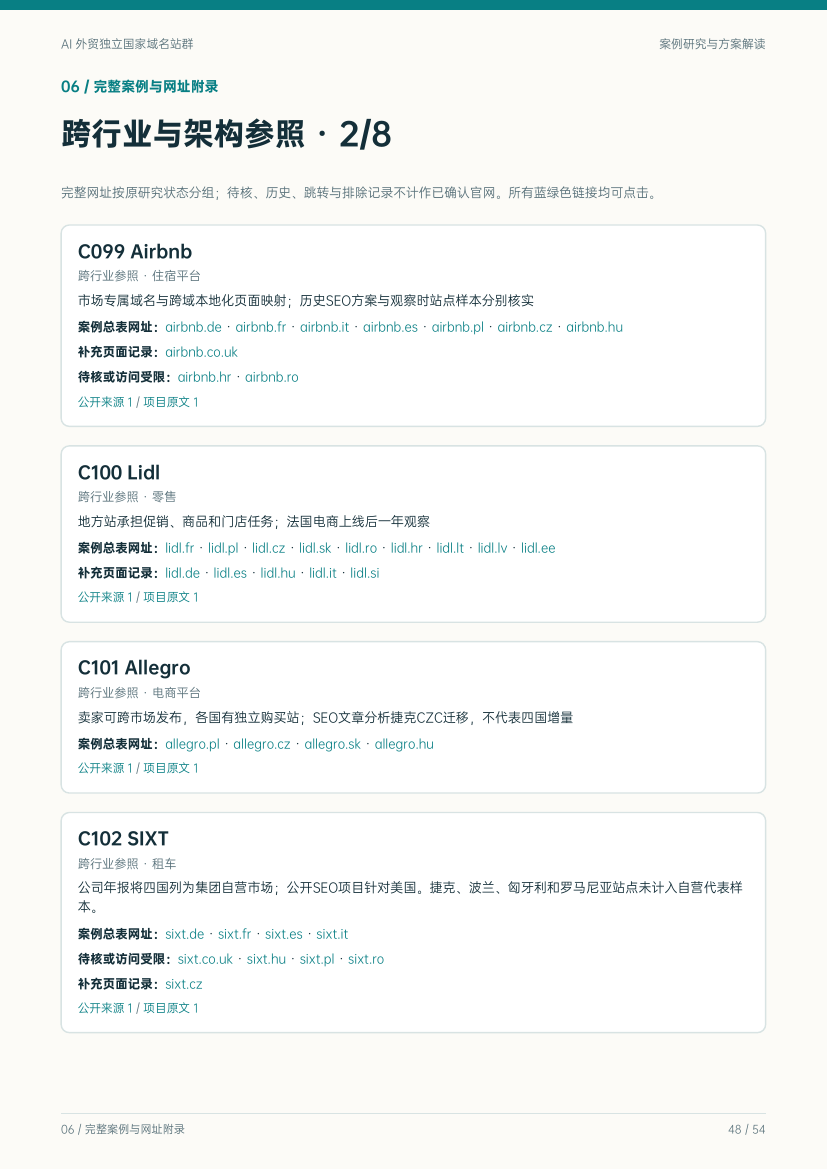 AI 外贸独立国家域名站群
案例研究与方案解读
06 / 完整案例与网址附录
跨行业与架构参照 · 2/8
完整网址按原研究状态分组；待核、历史、跳转与排除记录不计作已确认官网。所有蓝绿色链接均可点击。
C099 Airbnb
跨行业参照 · 住宿平台
市场专属域名与跨域本地化页面映射；历史SEO方案与观察时站点样本分别核实
案例总表网址：airbnb.de · airbnb.fr · airbnb.it · airbnb.es · airbnb.pl · airbnb.cz · airbnb.hu
补充页面记录：airbnb.co.uk
待核或访问受限：airbnb.hr · airbnb.ro
公开来源 1 / 项目原文 1
C100 Lidl
跨行业参照 · 零售
地方站承担促销、商品和门店任务；法国电商上线后一年观察
案例总表网址：lidl.fr · lidl.pl · lidl.cz · lidl.sk · lidl.ro · lidl.hr · lidl.lt · lidl.lv · lidl.ee
补充页面记录：lidl.de · lidl.es · lidl.hu · lidl.it · lidl.si
公开来源 1 / 项目原文 1
C101 Allegro
跨行业参照 · 电商平台
卖家可跨市场发布，各国有独立购买站；SEO文章分析捷克CZC迁移，不代表四国增量
案例总表网址：allegro.pl · allegro.cz · allegro.sk · allegro.hu
公开来源 1 / 项目原文 1
C102 SIXT
跨行业参照 · 租车
公司年报将四国列为集团自营市场；公开SEO项目针对美国。捷克、波兰、匈牙利和罗马尼亚站点未计入自营代表样
本。
案例总表网址：sixt.de · sixt.fr · sixt.es · sixt.it
待核或访问受限：sixt.co.uk · sixt.hu · sixt.pl · sixt.ro
补充页面记录：sixt.cz
公开来源 1 / 项目原文 1
06 / 完整案例与网址附录
48 / 54